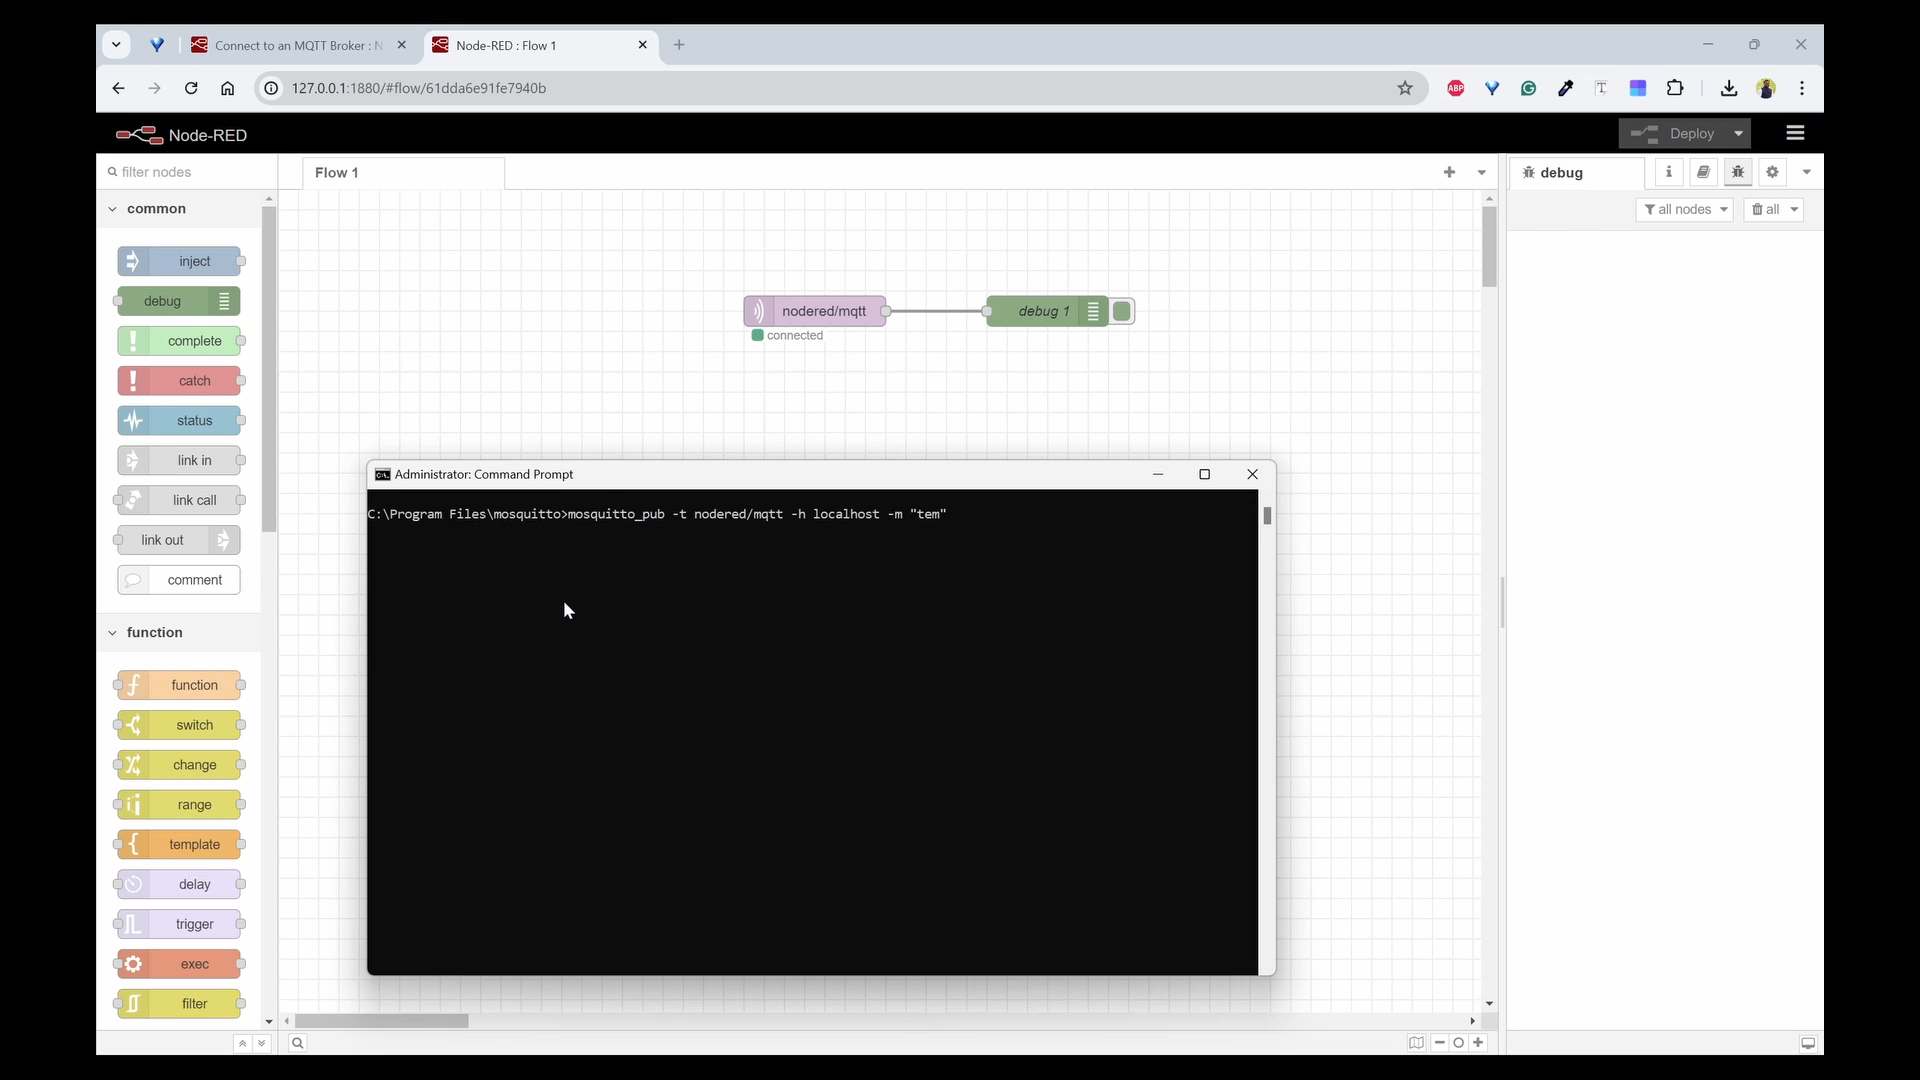 Connect to an MQTT Broker : N
Node-RED : Flow 1
127.0.0.1:1880/#flow/61dda6e91fe7940b
ABP
Node-RED
Deploy
filter nodes
Flow 1
debug
all nodes
all
common
inject
debug
complete
catch
status
link in
link call
link out
comment
function
function
switch
change
range
template
delay
trigger
exec
filter
nodered/mqtt
connected
debug 1
Administrator: Command Prompt
C:\Program Files\mosquitto>mosquitto_pub -t nodered/mqtt -h localhost -m "tem"